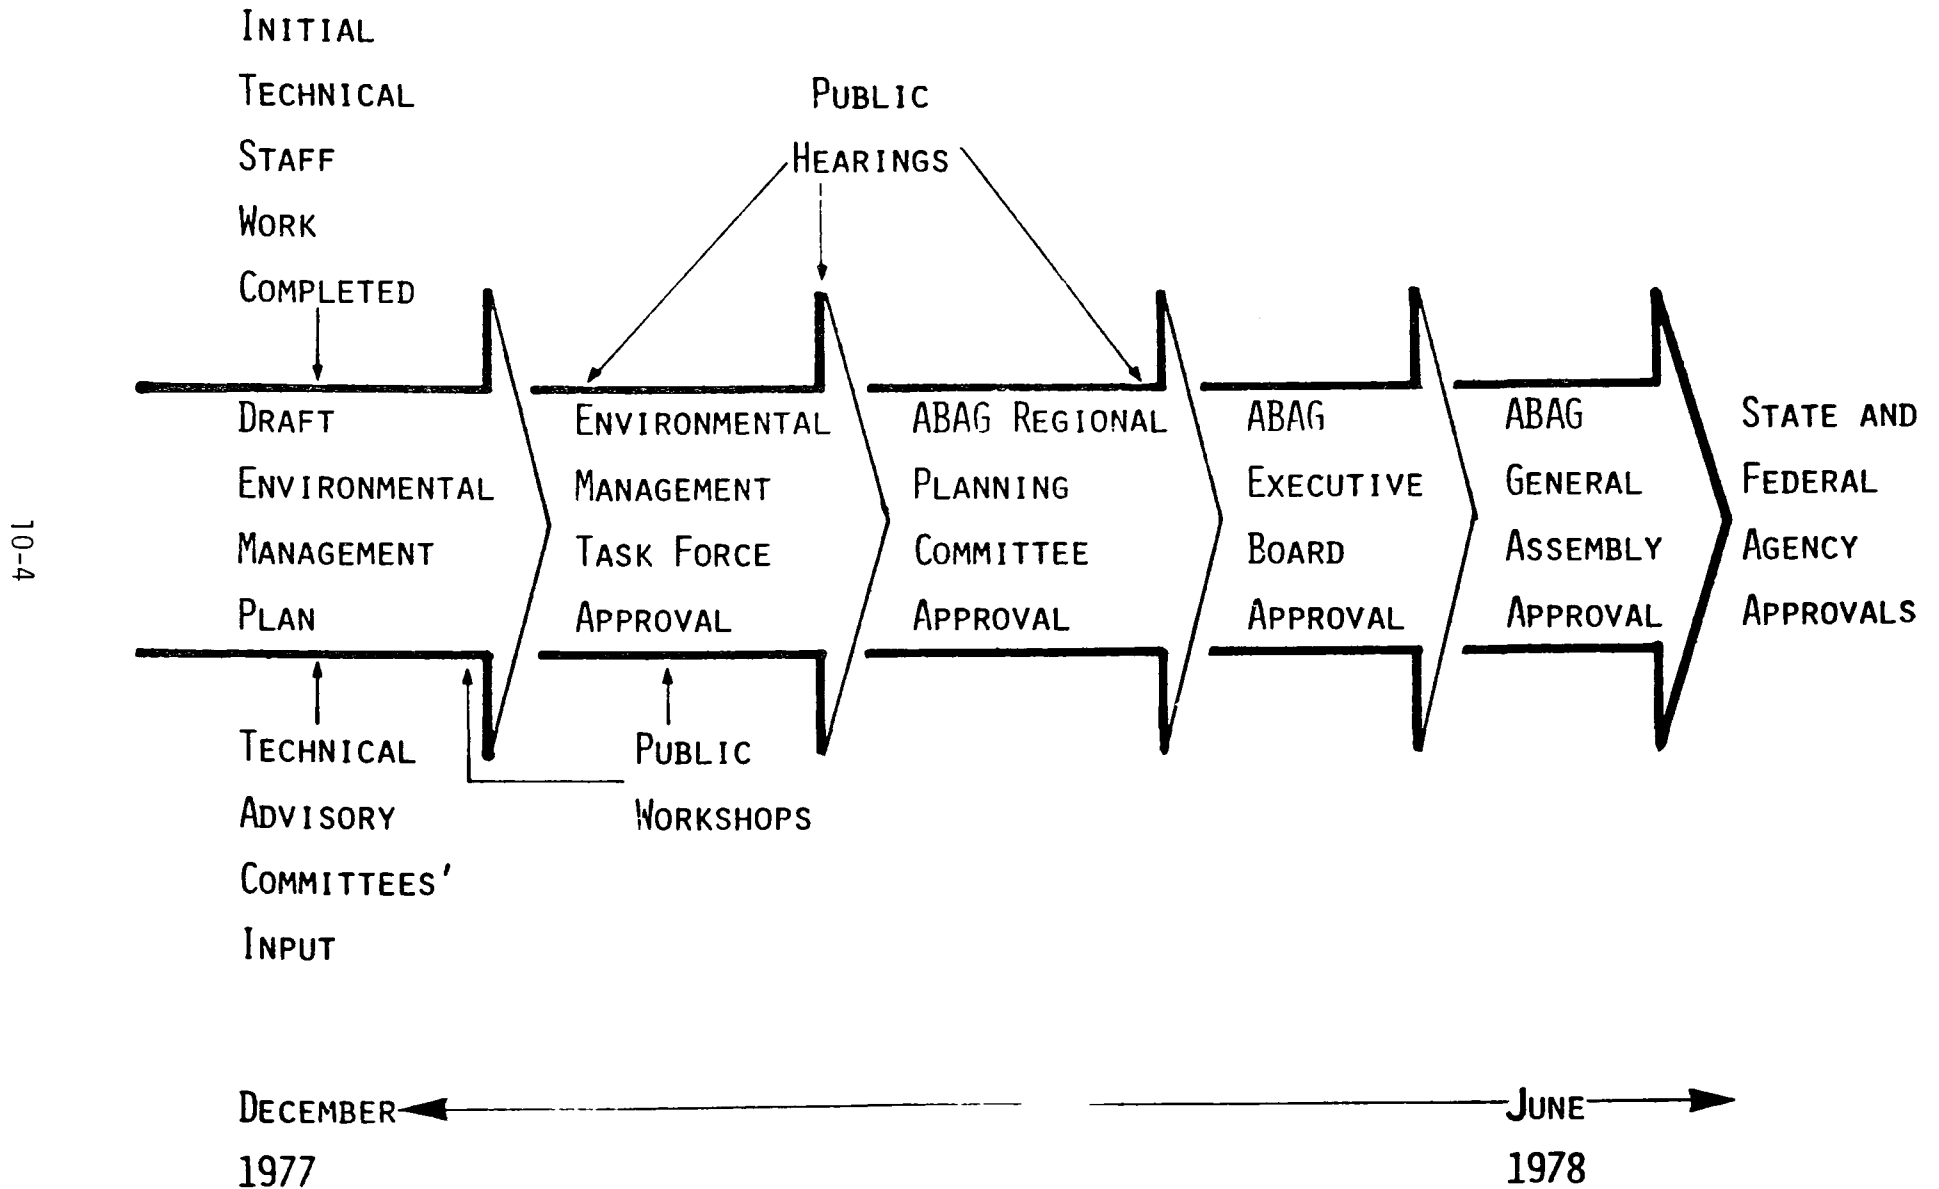 INITIAL
TECHNICAL
STAFF
WORK
COMPLETED
PUBLIC
HEARINGS
DRAFT
ENVIRONMENTAL
MANAGEMENT
PLAN
ENVIRONMENTAL
MANAGEMENT
TASK FORCE
APPROVAL
ABAG REGIONAL
PLANNING
COMMITTEE
APPROVAL
ABAG
EXECUTIVE
BOARD
APPROVAL
ABAG
GENERAL
ASSEMBLY
APPROVAL
STATE AND
FEDERAL
AGENCY
APPROVALS
TECHNICAL
ADVISORY
COMMITTEES'
INPUT
PUBLIC
WORKSHOPS
DECEMBER
1977
JUNE
1978
10-4